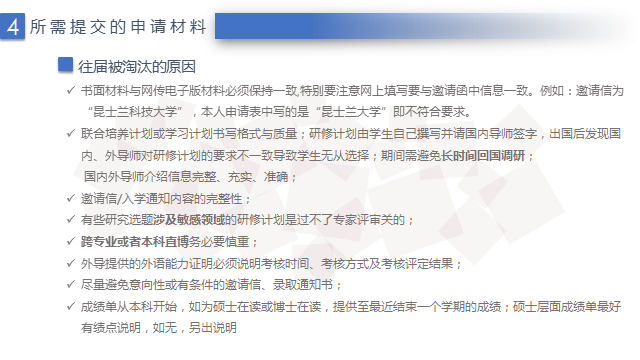 4 所需提交的申请材料
往届被淘汰的原因
✓ 书面材料与网传电子版材料必须保持一致,特别要注意网上填写要与邀请函中信息一致。例如：邀请信为
“昆士兰科技大学”，本人申请表中写的是“昆士兰大学”即不符合要求。
✓ 联合培养计划或学习计划书写格式与质量；研修计划由学生自己撰写并请国内导师签字，出国后发现国
内、外导师对研修计划的要求不一致导致学生无从选择；期间需避免长时间回国调研；
国内外导师介绍信息完整、充实、准确；
✓ 邀请信/入学通知内容的完整性；
✓ 有些研究选题涉及敏感领域的研修计划是过不了专家评审关的；
✓ 跨专业或者本科直博务必要慎重；
✓ 外导提供的外语能力证明必须说明考核时间、考核方式及考核评定结果；
✓ 尽量避免意向性或有条件的邀请信、录取通知书；
✓ 成绩单从本科开始，如为硕士在读或博士在读，提供至最近结束一个学期的成绩；硕士层面成绩单最好
有绩点说明，如无，另出说明